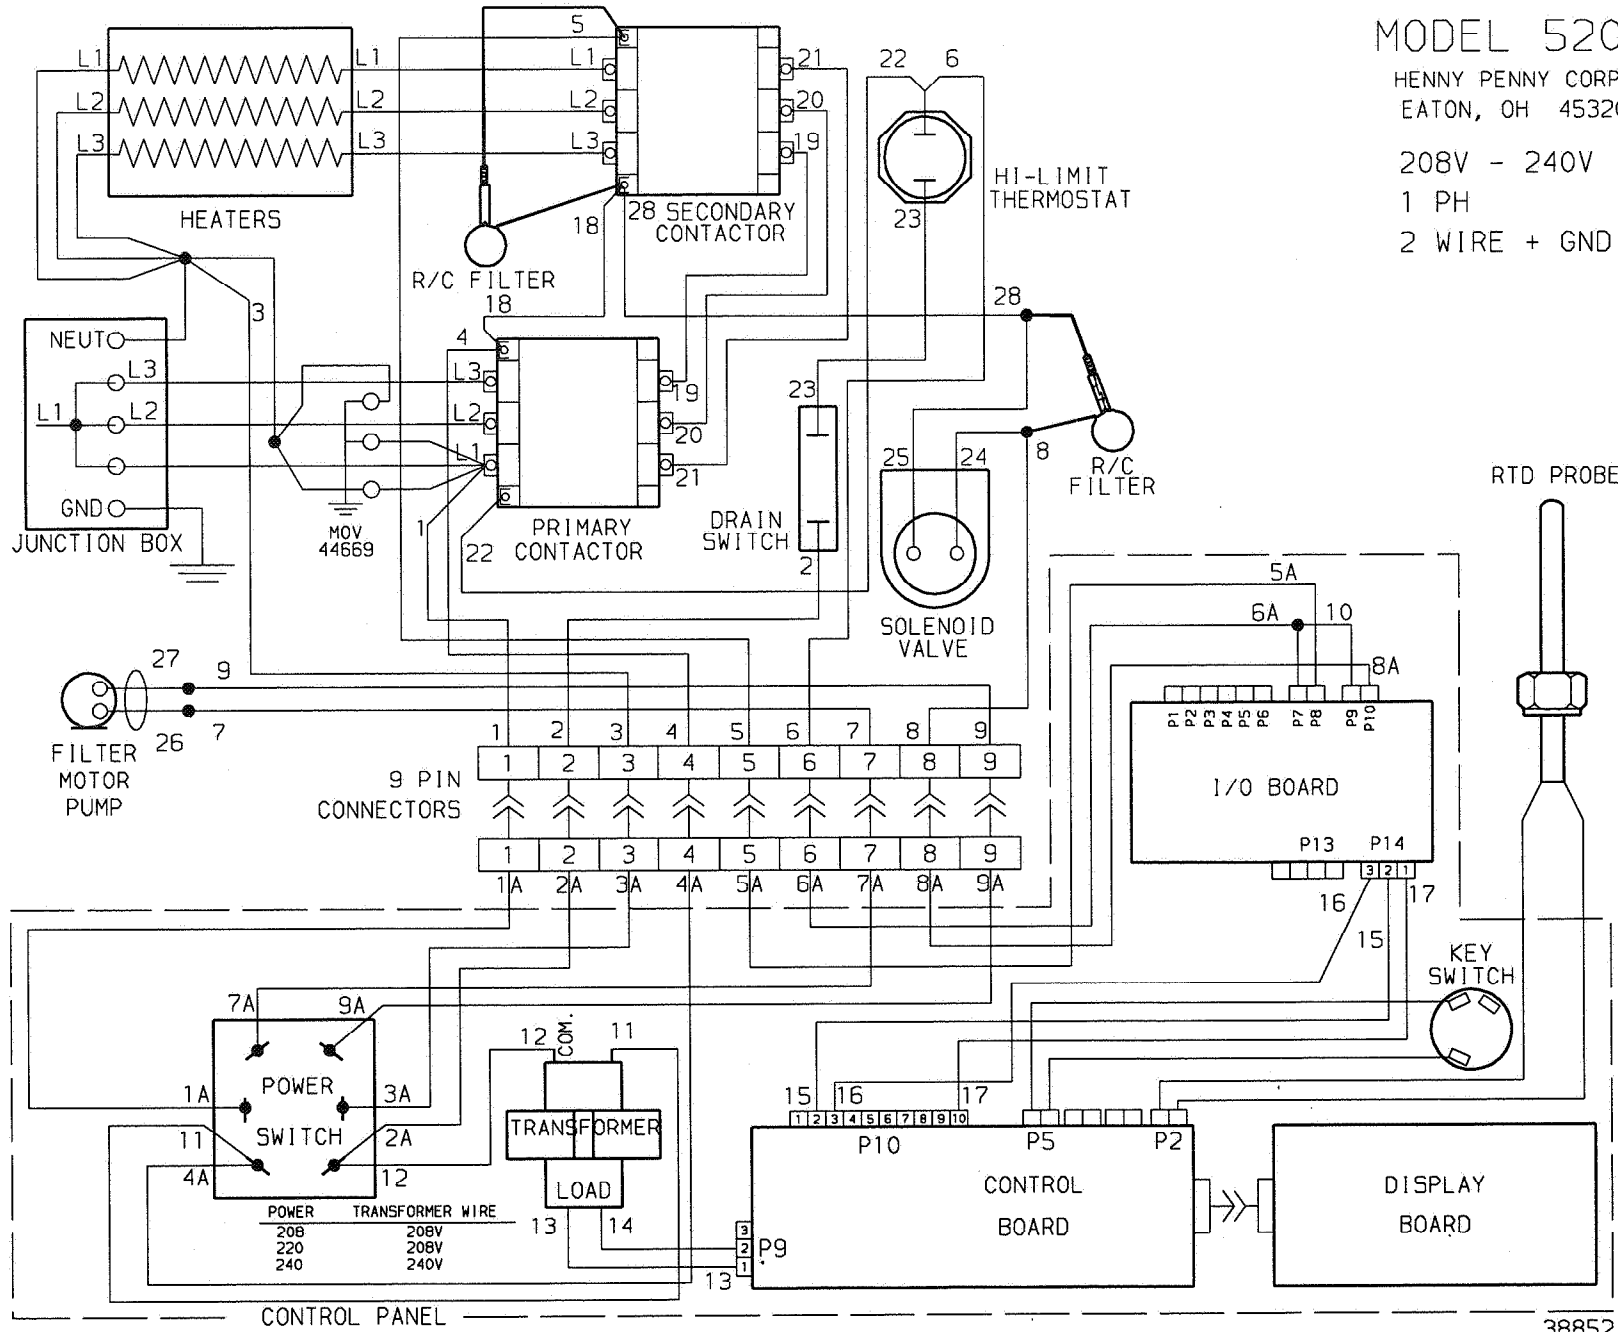 MODEL 520
HENNY PENNY CORP
EATON, OH 45320
208V - 240V
1 PH
2 WIRE + GND
5
L1 L1 L1 21 22 6
L2 L2 L2 20
L3 L3 L3 19
HEATERS
18 28 SECONDARY
CONTACTOR
R/C FILTER
23
HI-LIMIT
THERMOSTAT
18
3
28
NEUT
L3
L1 L2
GND
JUNCTION BOX
MOV
44669
4
L3 19
L2 20
L1 21
1
22
PRIMARY
CONTACTOR
23
DRAIN
SWITCH
2
25 24
SOLENOID
VALVE
8
R/C
FILTER
RTD PROBE
5A
6A 10
8A
P1 P2 P3 P4 P5 P6 P7 P8 P9 P10
I/O BOARD
P13 P14
3 2 1
16 17
15
27 9
26 7
FILTER
MOTOR
PUMP
1 2 3 4 5 6 7 8 9
1 2 3 4 5 6 7 8 9
9 PIN
CONNECTORS
1 2 3 4 5 6 7 8 9
1A 2A 3A 4A 5A 6A 7A 8A 9A
KEY
SWITCH
7A 9A
POWER
1A 3A
SWITCH
11 2A
4A 12
12 COM. 11
TRANSFORMER
LOAD
13 14
POWER TRANSFORMER WIRE
208 208V
220 208V
240 240V
15 16 17
1 2 3 4 5 6 7 8 9 10
P10 P5 P2
CONTROL
BOARD
3
2 P9
1
13
DISPLAY
BOARD
CONTROL PANEL
38852